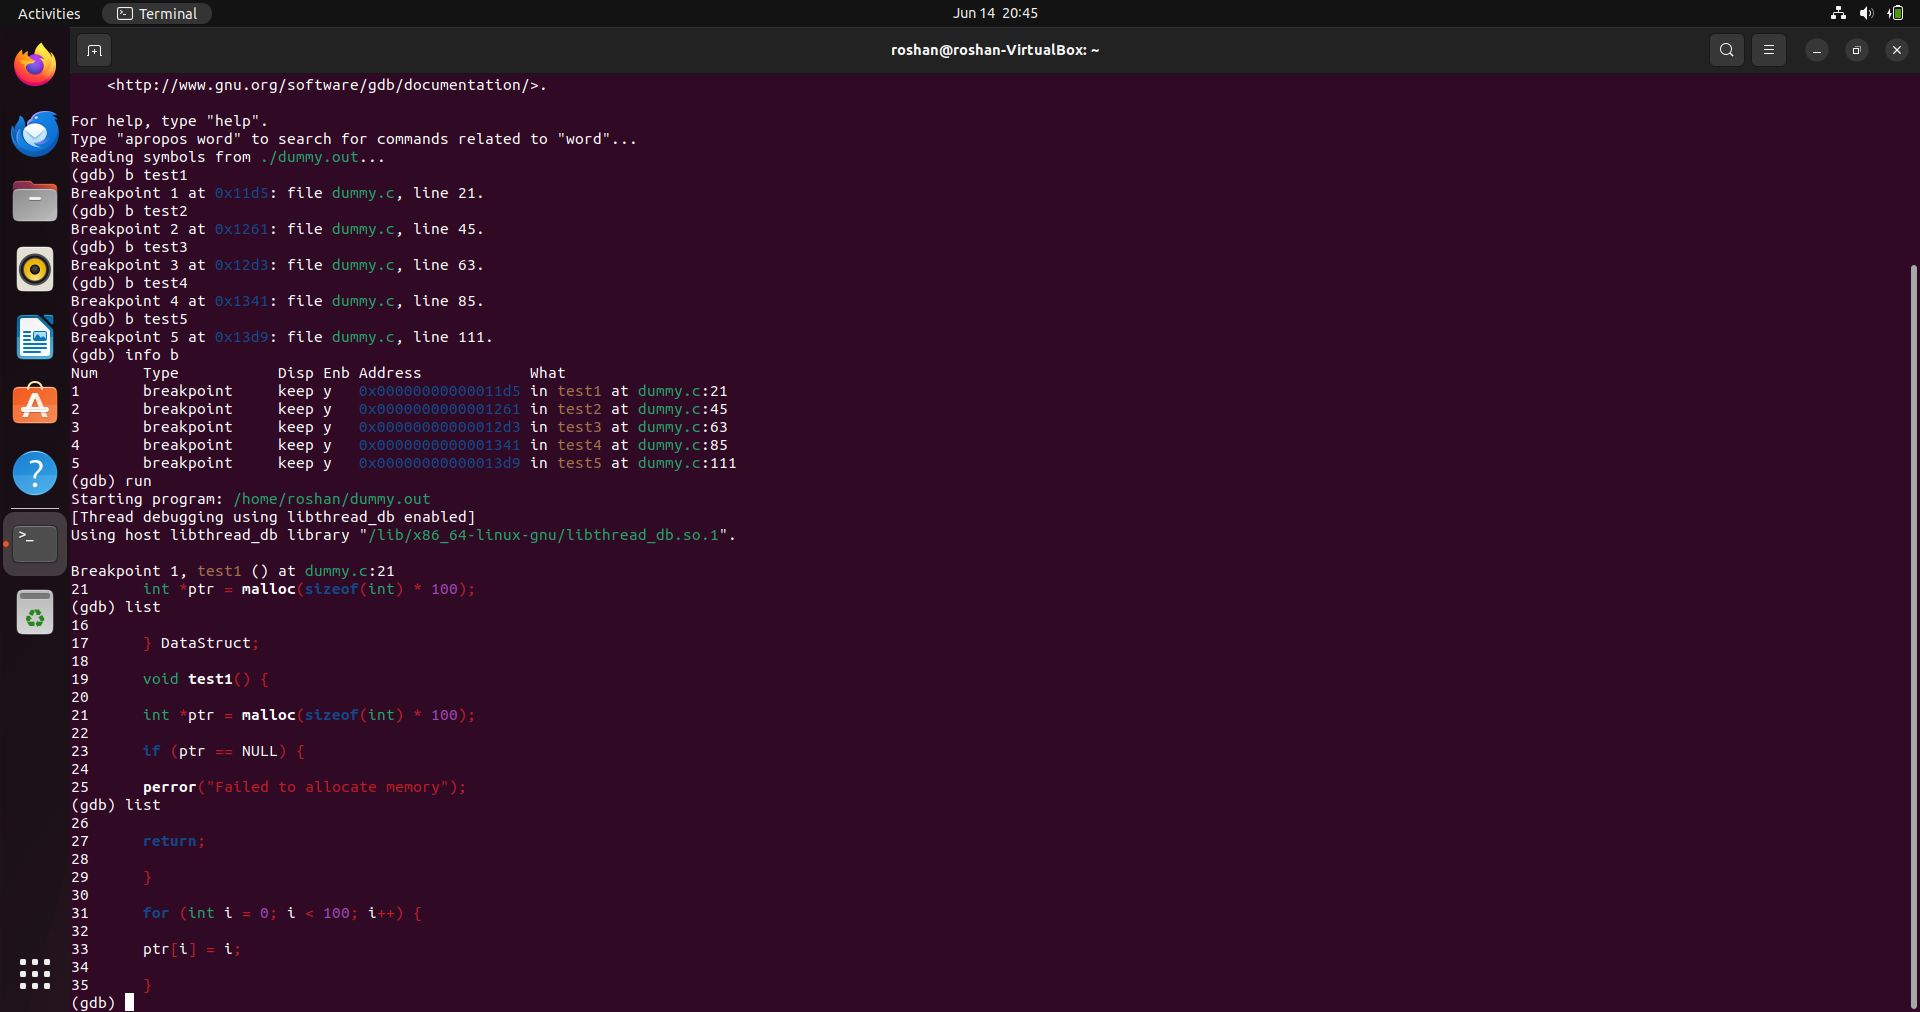 Activities Terminal Jun 14 20:45
roshan@roshan-VirtualBox: ~
<http://www.gnu.org/software/gdb/documentation/>.
For help, type "help".
Type "apropos word" to search for commands related to "word"...
Reading symbols from ./dummy.out...
(gdb) b test1
Breakpoint 1 at 0x11d5: file dummy.c, line 21.
(gdb) b test2
Breakpoint 2 at 0x1261: file dummy.c, line 45.
(gdb) b test3
Breakpoint 3 at 0x12d3: file dummy.c, line 63.
(gdb) b test4
Breakpoint 4 at 0x1341: file dummy.c, line 85.
(gdb) b test5
Breakpoint 5 at 0x13d9: file dummy.c, line 111.
(gdb) info b
Num     Type           Disp Enb Address            What
1       breakpoint     keep y   0x00000000000011d5 in test1 at dummy.c:21
2       breakpoint     keep y   0x0000000000001261 in test2 at dummy.c:45
3       breakpoint     keep y   0x00000000000012d3 in test3 at dummy.c:63
4       breakpoint     keep y   0x0000000000001341 in test4 at dummy.c:85
5       breakpoint     keep y   0x00000000000013d9 in test5 at dummy.c:111
(gdb) run
Starting program: /home/roshan/dummy.out
[Thread debugging using libthread_db enabled]
Using host libthread_db library "/lib/x86_64-linux-gnu/libthread_db.so.1".
Breakpoint 1, test1 () at dummy.c:21
21      int *ptr = malloc(sizeof(int) * 100);
(gdb) list
16
17      } DataStruct;
18
19      void test1() {
20
21      int *ptr = malloc(sizeof(int) * 100);
22
23      if (ptr == NULL) {
24
25      perror("Failed to allocate memory");
(gdb) list
26
27      return;
28
29      }
30
31      for (int i = 0; i < 100; i++) {
32
33      ptr[i] = i;
34
35      }
(gdb)